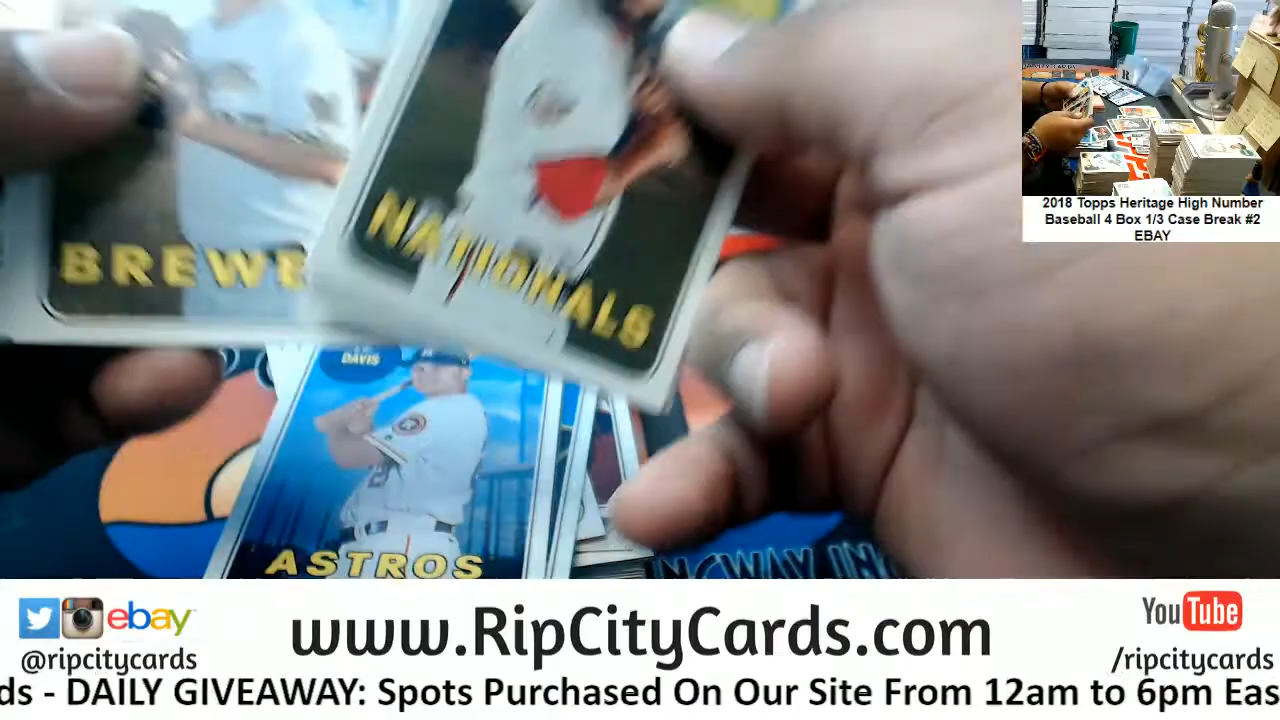 BREWE
NATIONALS
DAVIS
ASTROS
2018 Topps Heritage High Number
Baseball 4 Box 1/3 Case Break #2
EBAY
ebay
@ripcitycards
www.RipCityCards.com
YouTube
/ripcitycards
ds - DAILY GIVEAWAY: Spots Purchased On Our Site From 12am to 6pm Eas